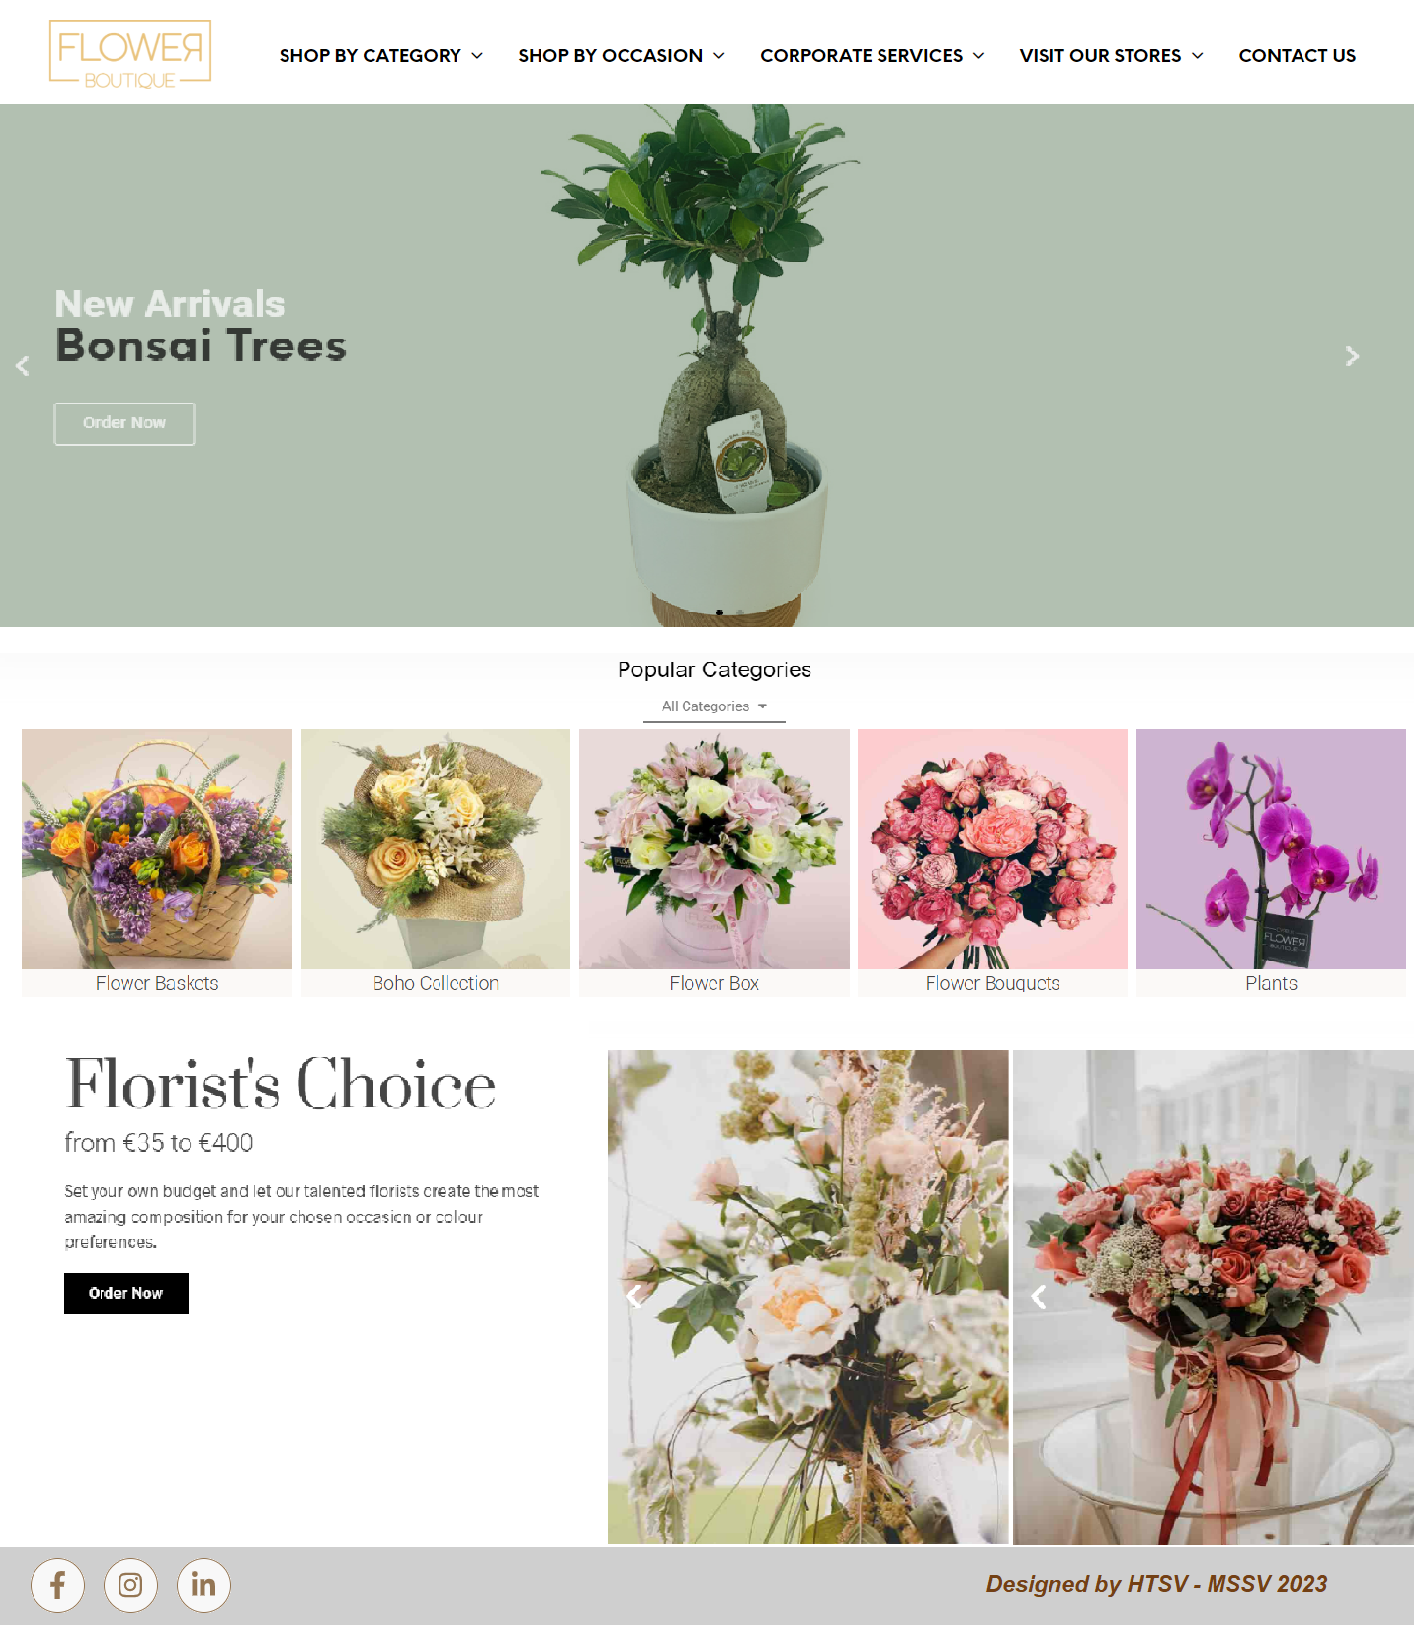 FLOWEЯ
BOUTIQUE
SHOP BY CATEGORY
SHOP BY OCCASION
CORPORATE SERVICES
VISIT OUR STORES
CONTACT US
New Arrivals
Bonsai Trees
Order Now
Popular Categories
All Categories
FLOWEЯ
BOUTIQUE
Flower Baskets
Boho Collection
Flower Box
Flower Bouquets
Plants
Florist's Choice
from €35 to €400
Set your own budget and let our talented florists create the most
amazing composition for your chosen occasion or colour
preferences.
Order Now
Designed by HTSV - MSSV 2023